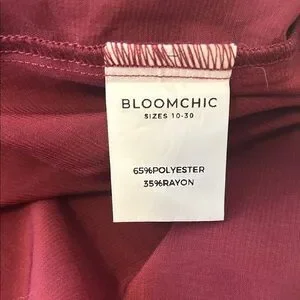 BLOOMCHIC
SIZES 10-30
65%POLYESTER
35%RAYON